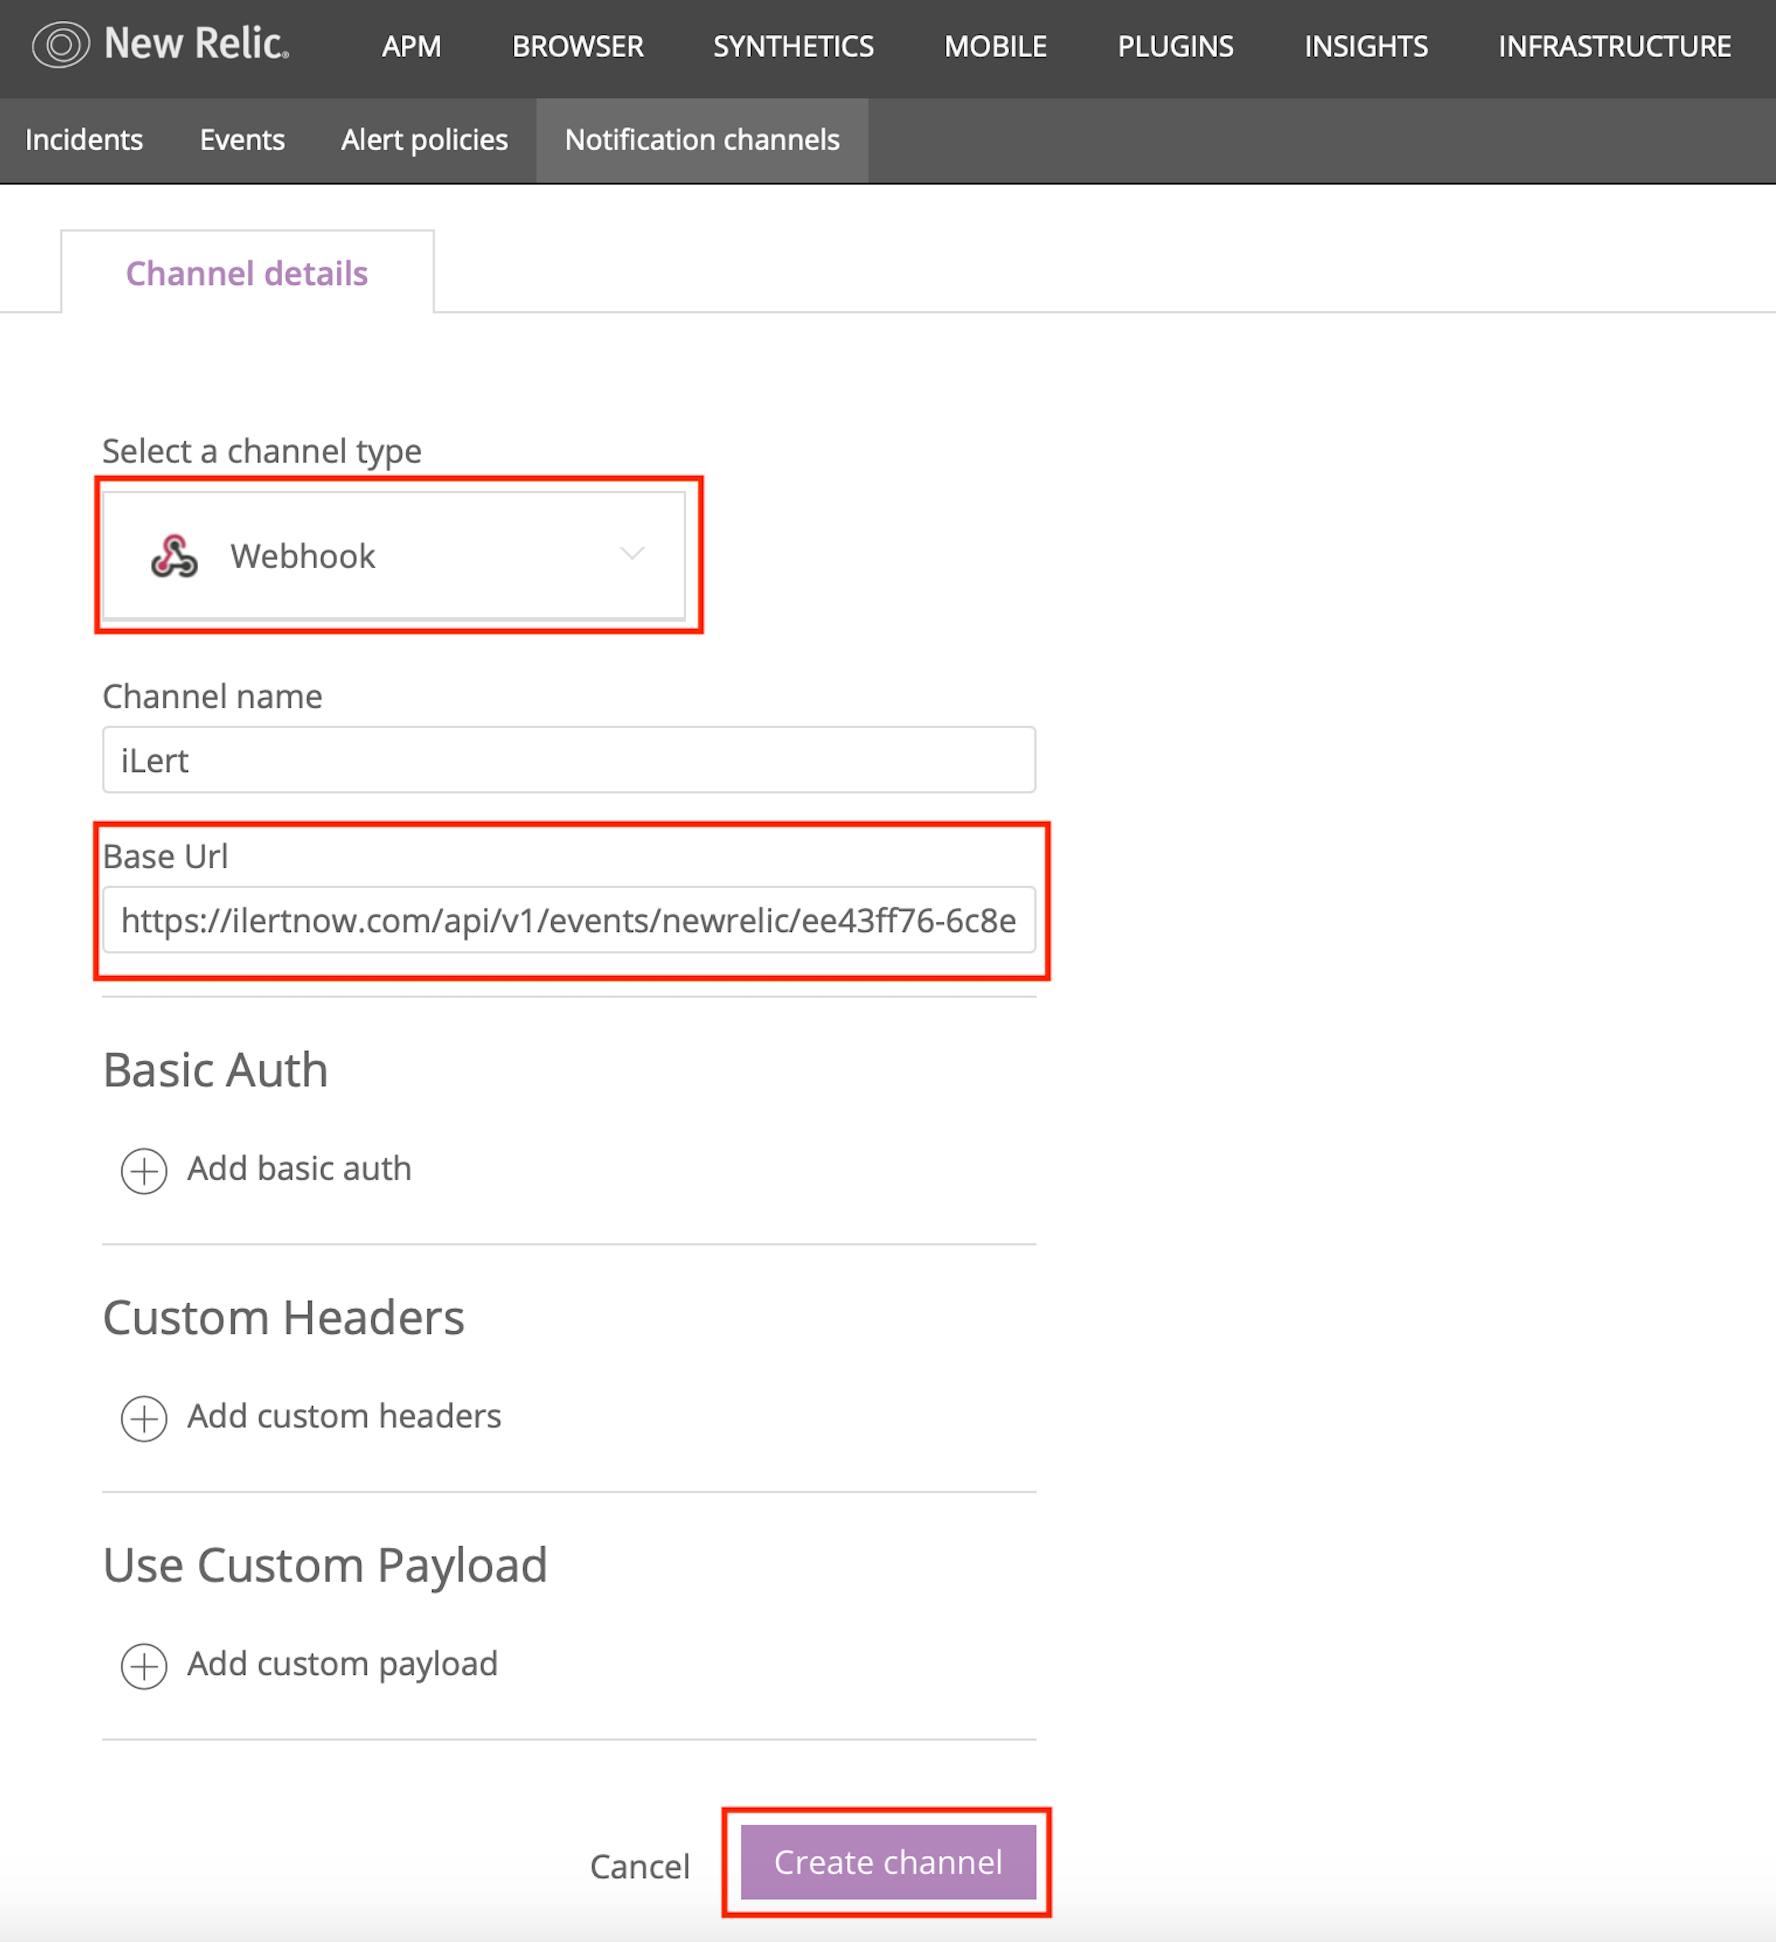 New Relic. APM BROWSER SYNTHETICS MOBILE PLUGINS INSIGHTS INFRASTRUCTURE
Incidents Events Alert policies Notification channels
Channel details
Select a channel type
Webhook
Channel name
iLert
Base Url
https://ilertnow.com/api/v1/events/newrelic/ee43ff76-6c8e
Basic Auth
Add basic auth
Custom Headers
Add custom headers
Use Custom Payload
Add custom payload
Cancel Create channel